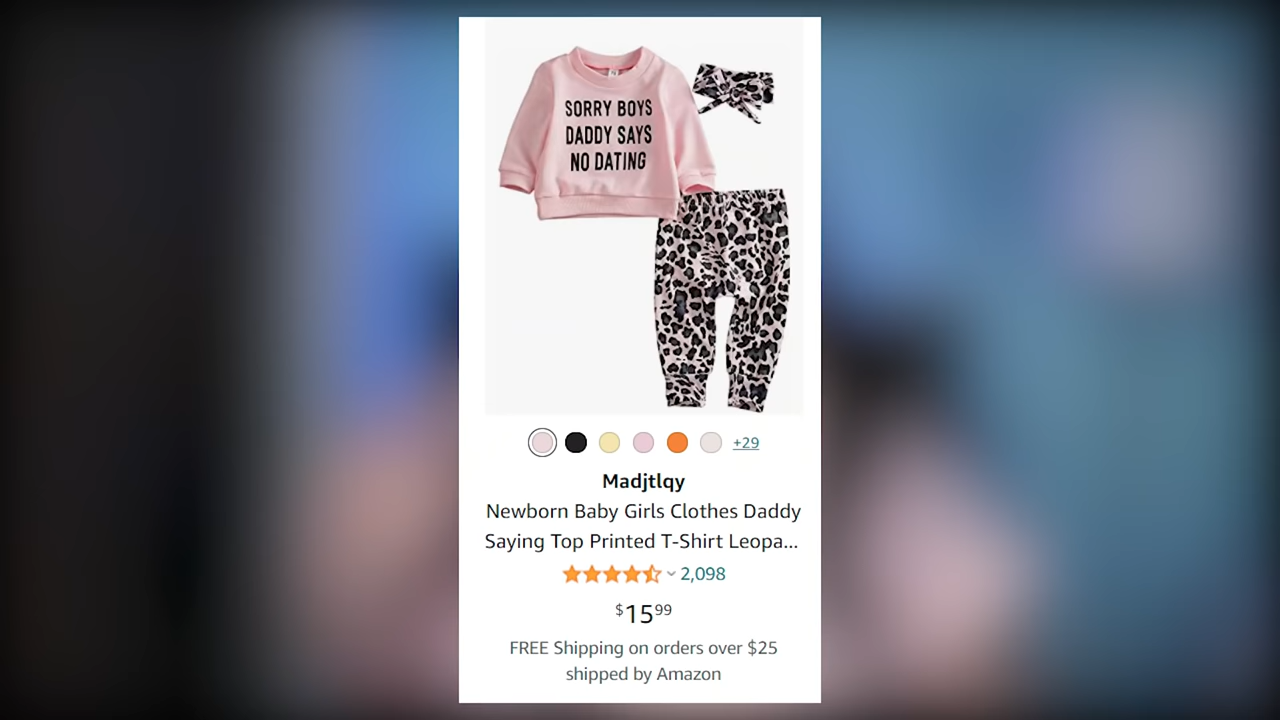 SORRY BOYS
DADDY SAYS
NO DATING
+29
Madjtlqy
Newborn Baby Girls Clothes Daddy
Saying Top Printed T-Shirt Leopa...
2,098
$15.99
FREE Shipping on orders over $25
shipped by Amazon